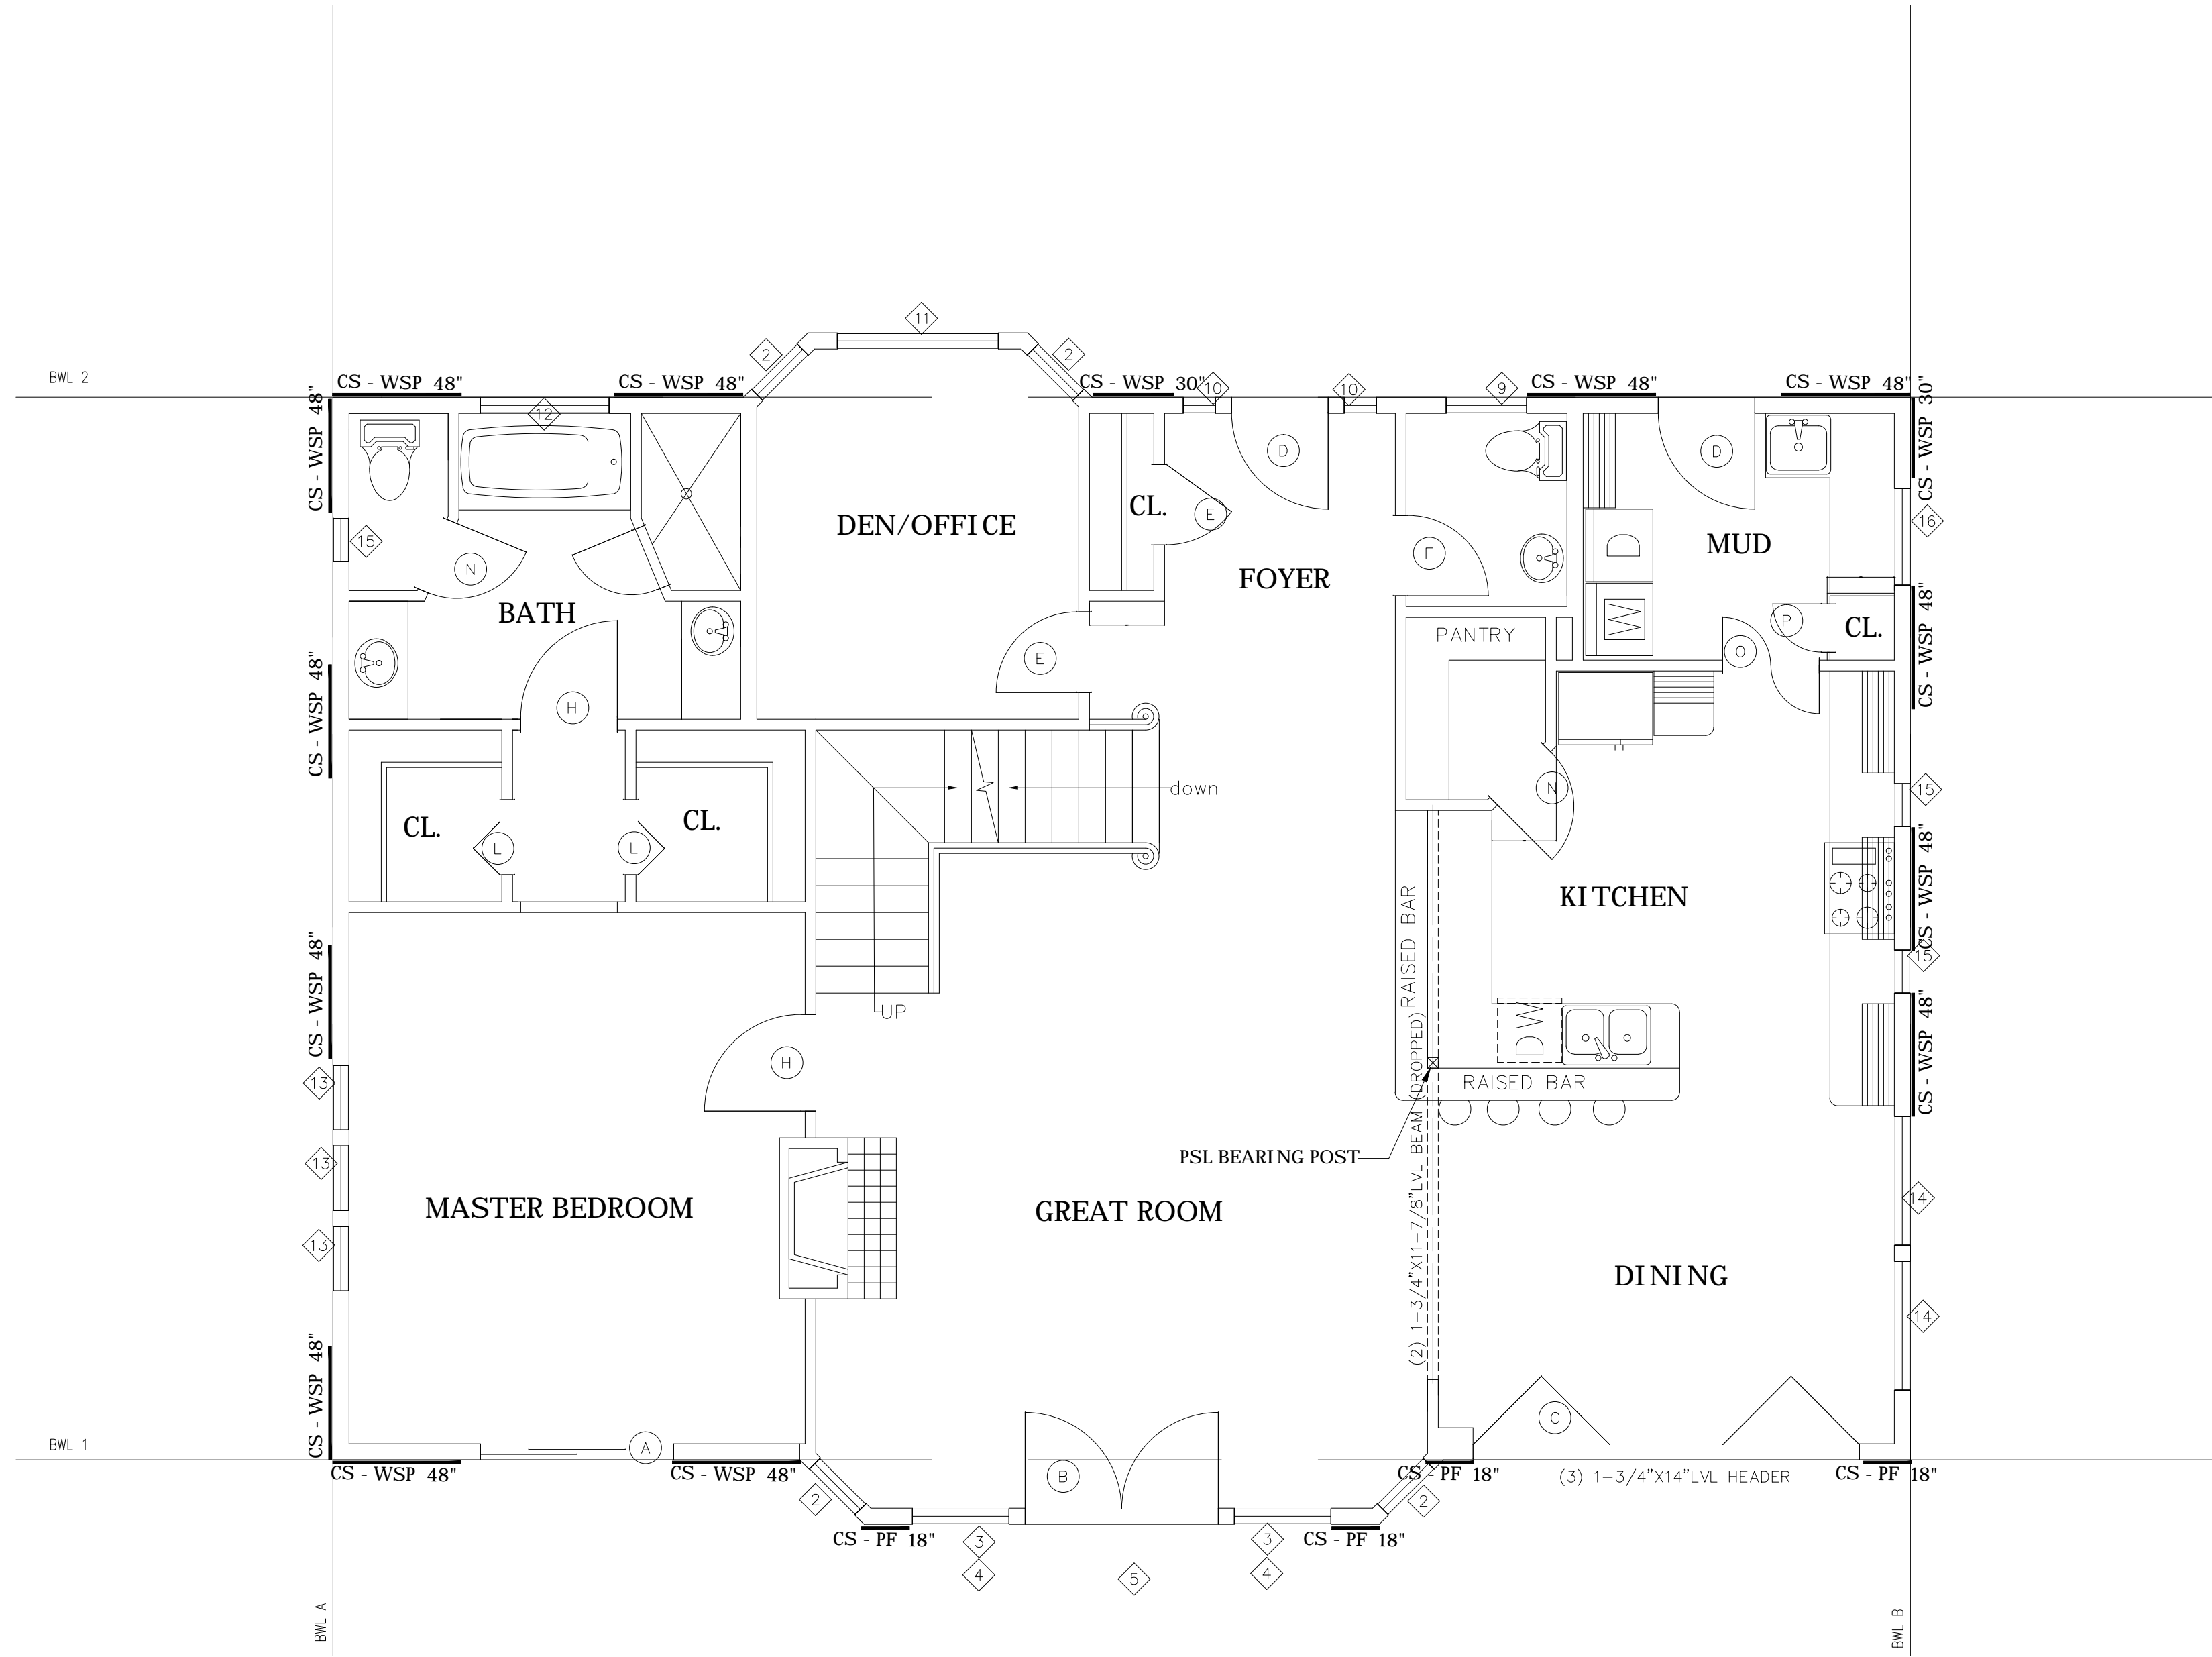 11
2
2
BWL 2
CS - WSP 48"
CS - WSP 48"
CS - WSP 30"
10
10
9
CS - WSP 48"
CS - WSP 48"
12
CS - WSP 48"
CS - WSP 30"
D
D
CL.
E
DEN/OFFICE
16
15
MUD
D
F
N
FOYER
BATH
W
P
CL.
PANTRY
CS - WSP 48"
O
E
CS - WSP 48"
H
down
N
15
CL.
CL.
L
L
KITCHEN
CS - WSP 48"
RAISED BAR
15
CS - WSP 48"
UP
DW
CS - WSP 48"
H
13
RAISED BAR
PSL BEARING POST
13
(2) 1-3/4"X11-7/8"LVL BEAM (DROPPED)
14
MASTER BEDROOM
GREAT ROOM
13
DINING
14
CS - WSP 48"
C
BWL 1
A
B
CS - WSP 48"
CS - WSP 48"
CS - PF 18"
(3) 1-3/4"X14"LVL HEADER
CS - PF 18"
2
2
CS - PF 18"
3
3
CS - PF 18"
4
5
4
BWL A
BWL B